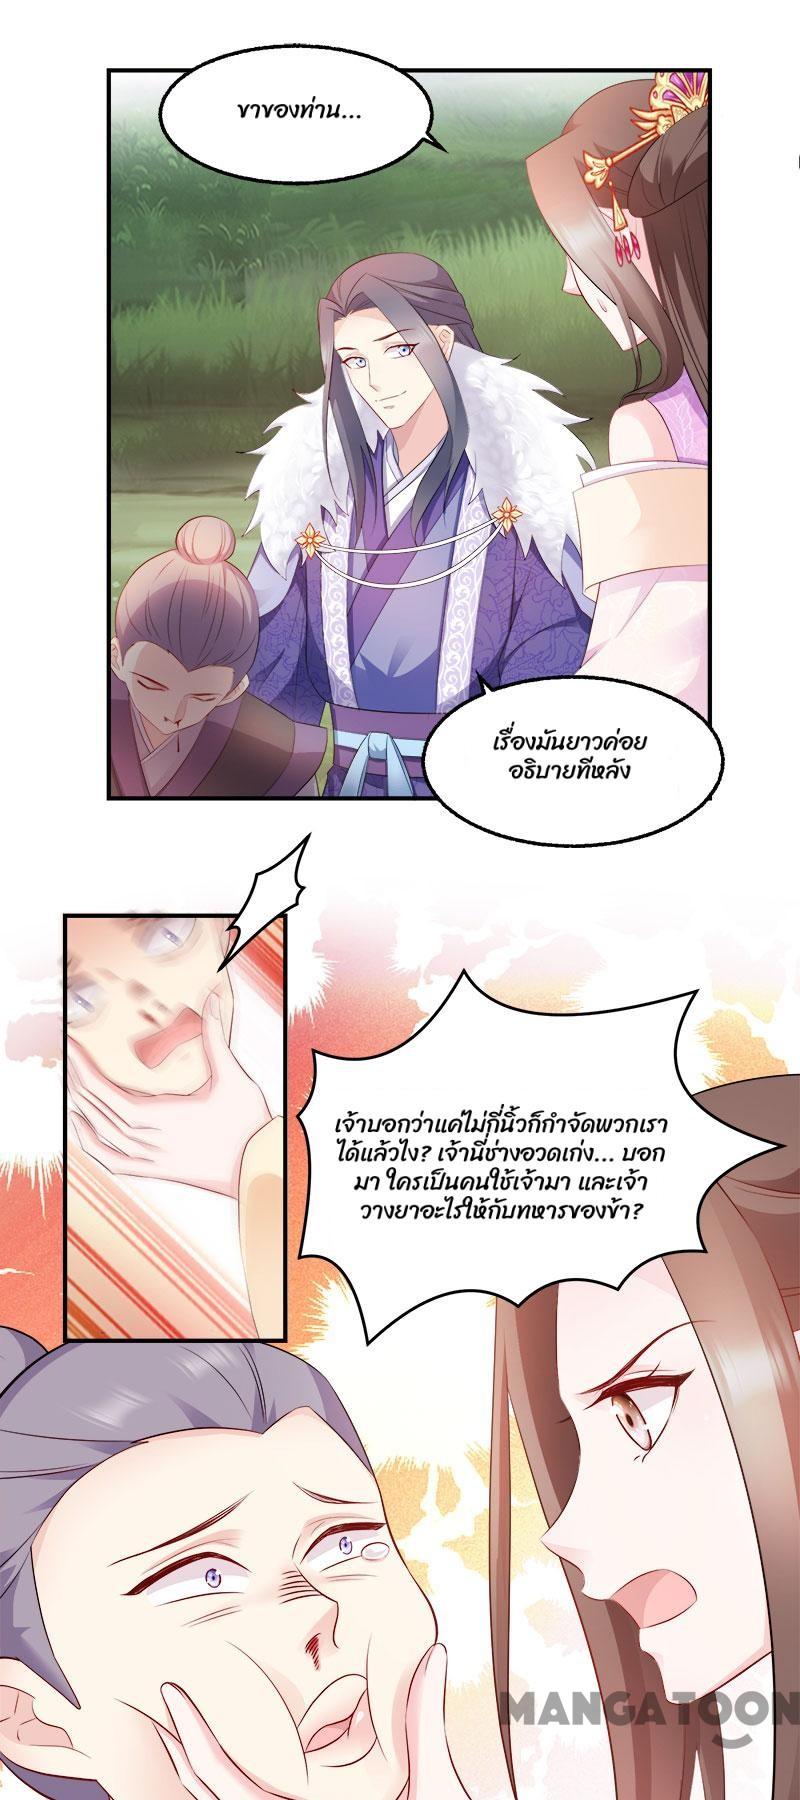 ขาของท่าน...
เรื่องมันยาวค่อย
อธิบายทีหลัง
เจ้าบอกว่าแค่ไม่กี่นิ้วก็กำจัดพวกเรา
ได้แล้วไง? เจ้านี่ช่างอวดเก่ง... บอก
มา ใครเป็นคนใช้เจ้ามา และเจ้า
วางยาอะไรให้กับทหารของข้า?
MANGATOON